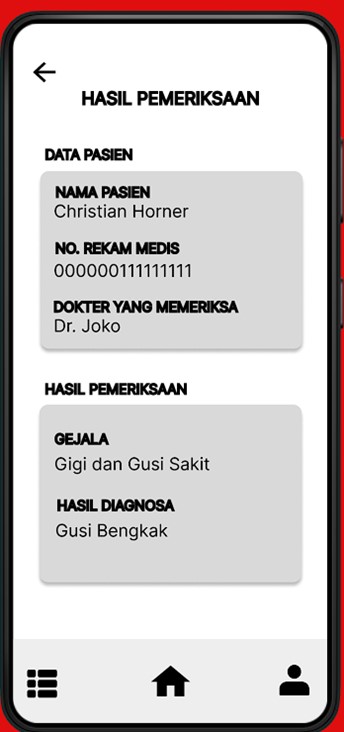 HASIL PEMERIKSAAN
DATA PASIEN
NAMA PASIEN
Christian Horner
NO. REKAM MEDIS
000000111111111
DOKTER YANG MEMERIKSA
Dr. Joko
HASIL PEMERIKSAAN
GEJALA
Gigi dan Gusi Sakit
HASIL DIAGNOSA
Gusi Bengkak